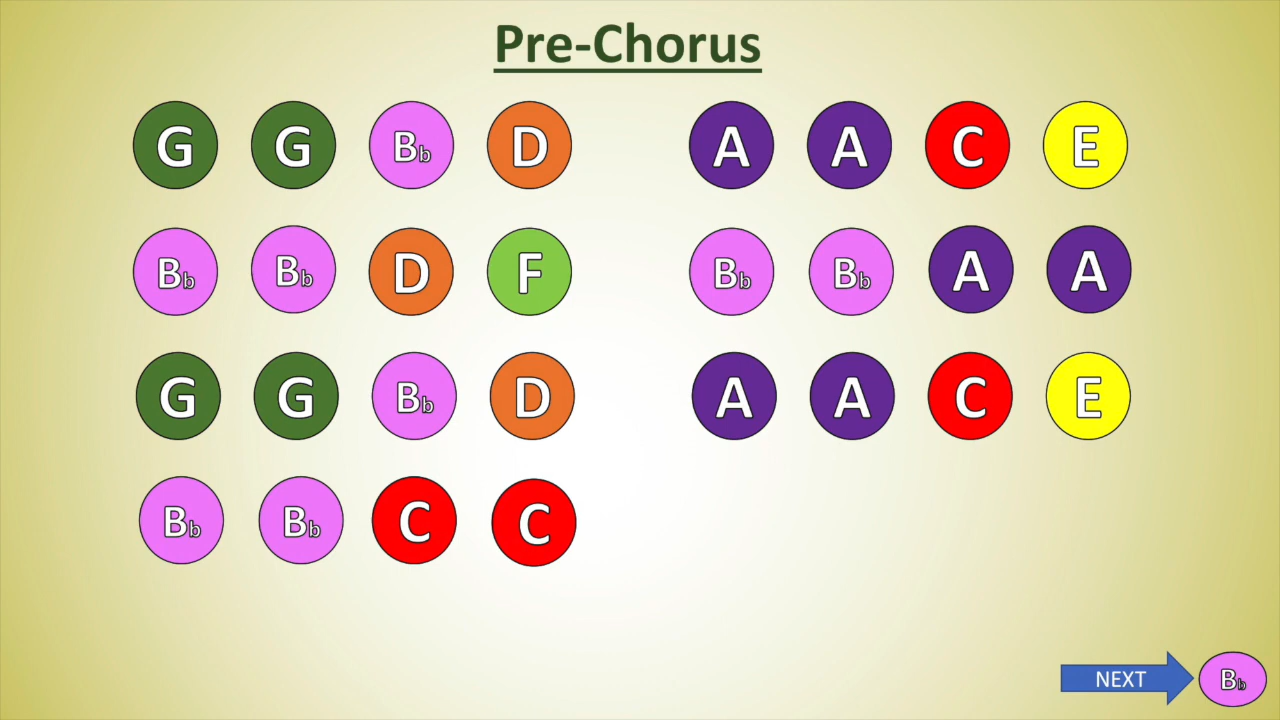 Pre-Chorus
G G Bb D A A C E
Bb Bb D F Bb Bb A A
G G Bb D A A C E
Bb Bb C C
NEXT Bb